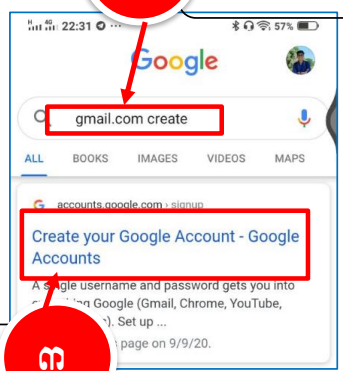 22:31 57%
Google
gmail.com create
ALL BOOKS IMAGES VIDEOS MAPS
accounts.google.com › signup
Create your Google Account - Google
Accounts
A single username and password gets you into
Google (Gmail, Chrome, YouTube,
Set up ...
page on 9/9/20.